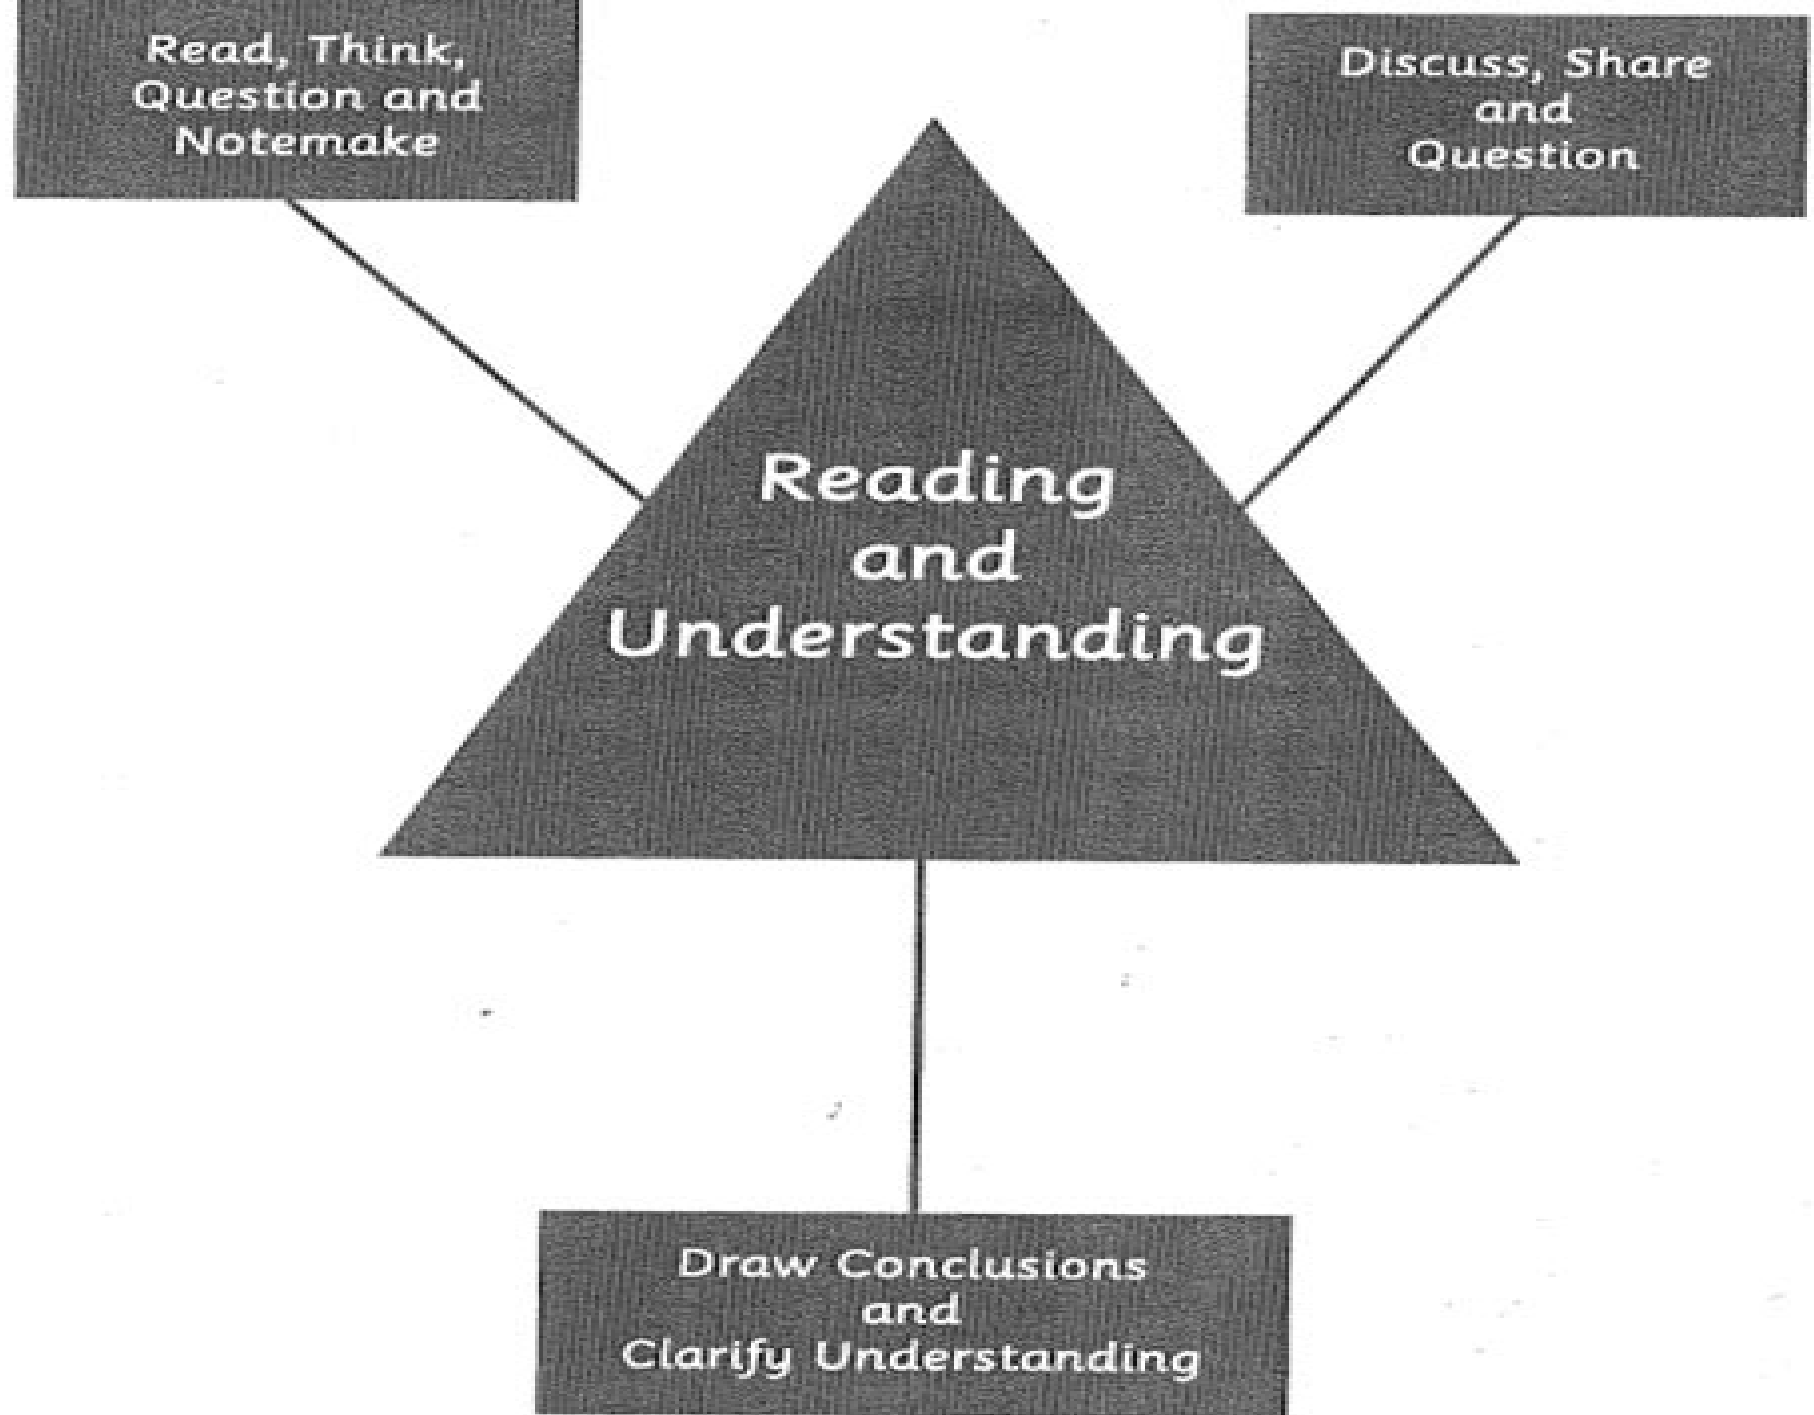 Read, Think,
Question and
Notemake
Discuss, Share
and
Question
Reading
and
Understanding
Draw Conclusions
and
Clarify Understanding